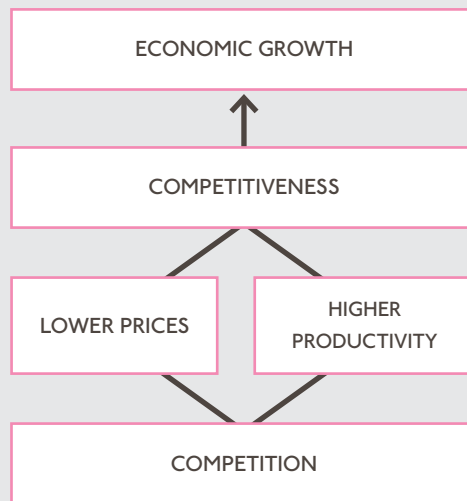 ECONOMIC GROWTH
COMPETITIVENESS
LOWER PRICES
HIGHER
PRODUCTIVITY
COMPETITION